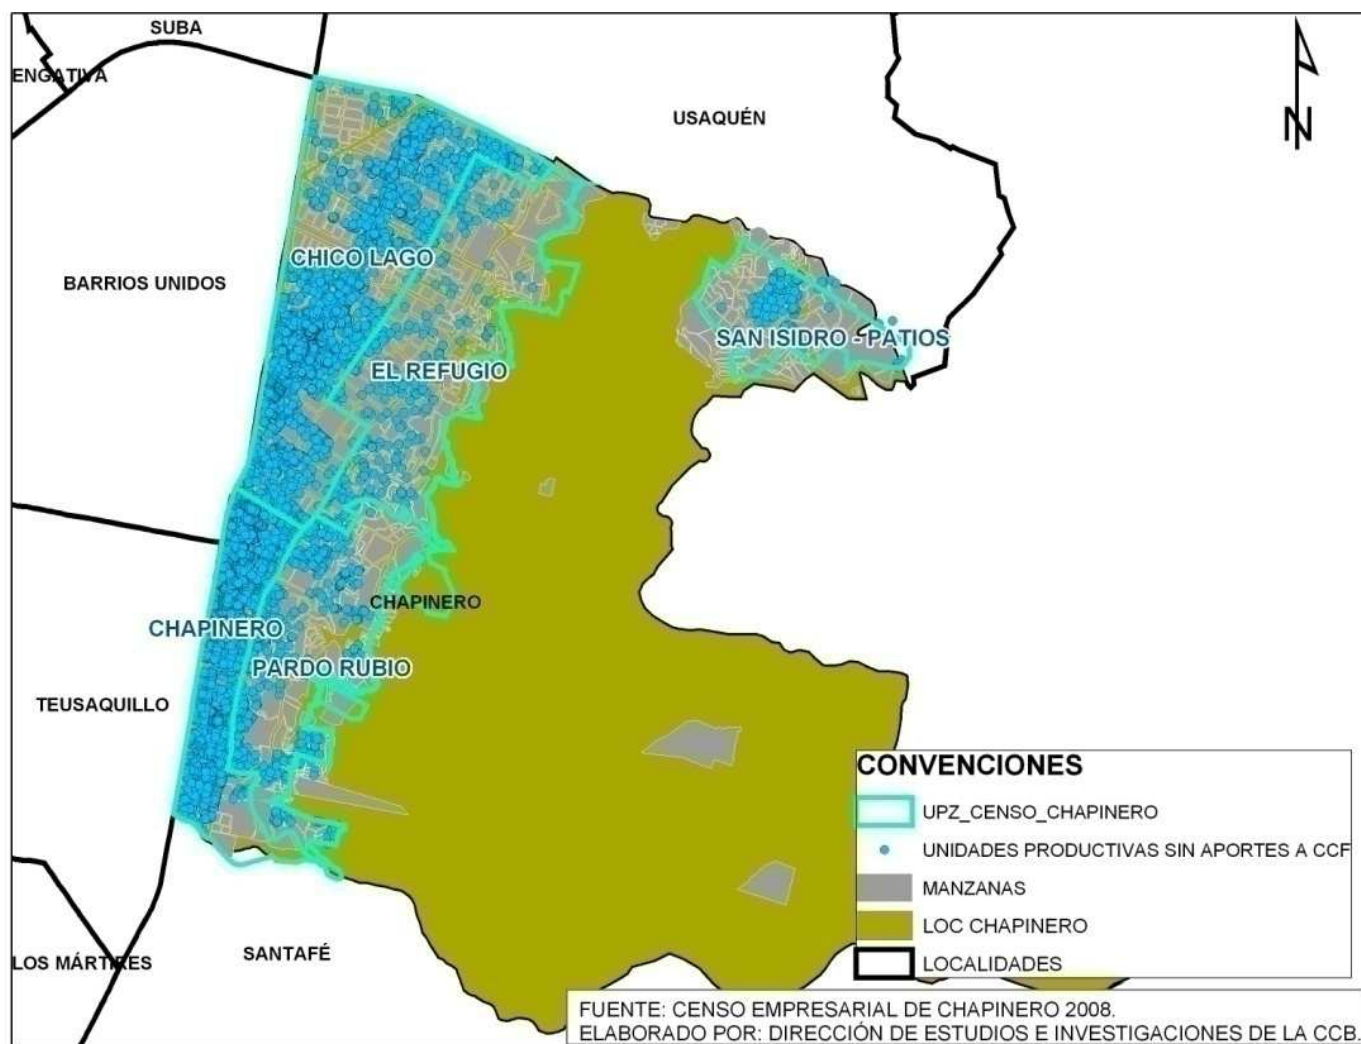 SUBA
ENGATIVA
USAQUÉN
N
CHICO LAGO
BARRIOS UNIDOS
SAN ISIDRO - PATIOS
EL REFUGIO
CHAPINERO
CHAPINERO
PARDO RUBIO
TEUSAQUILLO
LOS MÁRTIRES
SANTAFÉ
CONVENCIONES
UPZ_CENSO_CHAPINERO
UNIDADES PRODUCTIVAS SIN APORTES A CCF
MANZANAS
LOC CHAPINERO
LOCALIDADES
FUENTE: CENSO EMPRESARIAL DE CHAPINERO 2008.
ELABORADO POR: DIRECCIÓN DE ESTUDIOS E INVESTIGACIONES DE LA CCB.